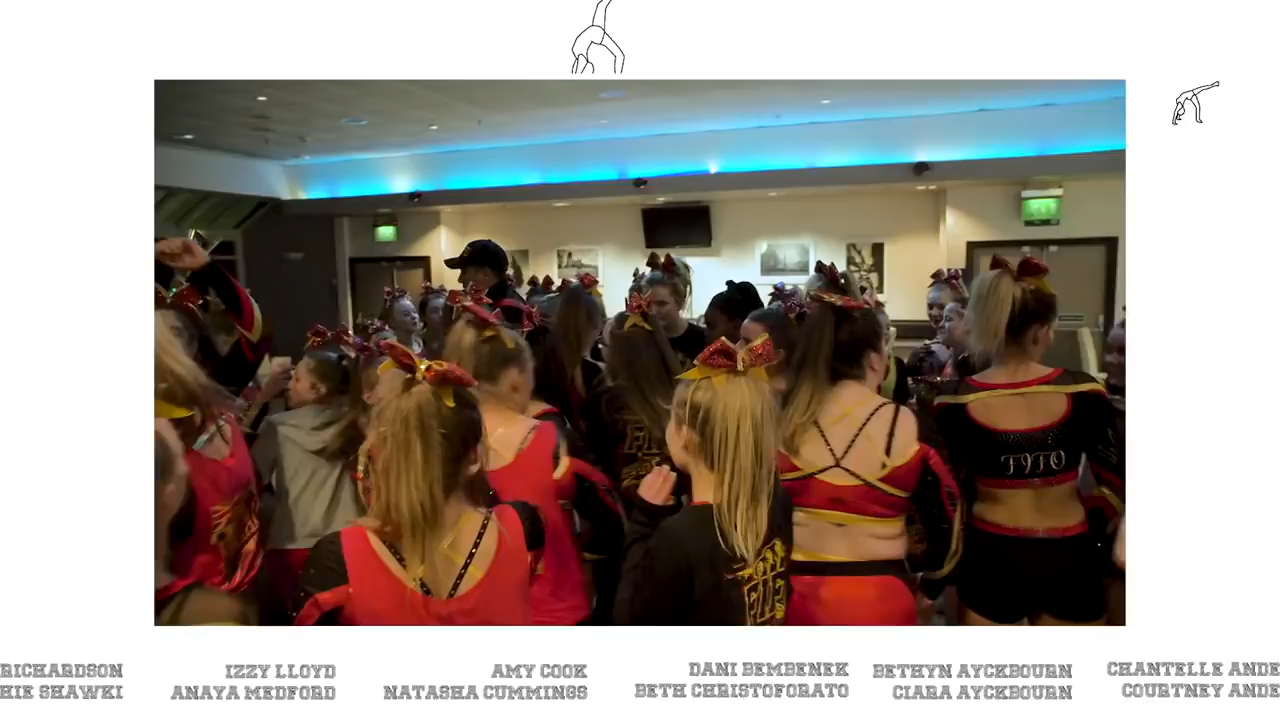 FITO
RICHARDSON IZZY LLOYD AMY COOK DANI BEMBENEK BETHYN AYCKBOURN CHANTELLE ANDE
HIE SHAWKI ANAYA MEDFORD NATASHA CUMMINGS BETH CHRISTOFORATO CIARA AYCKBOURN COURTNEY ANDE